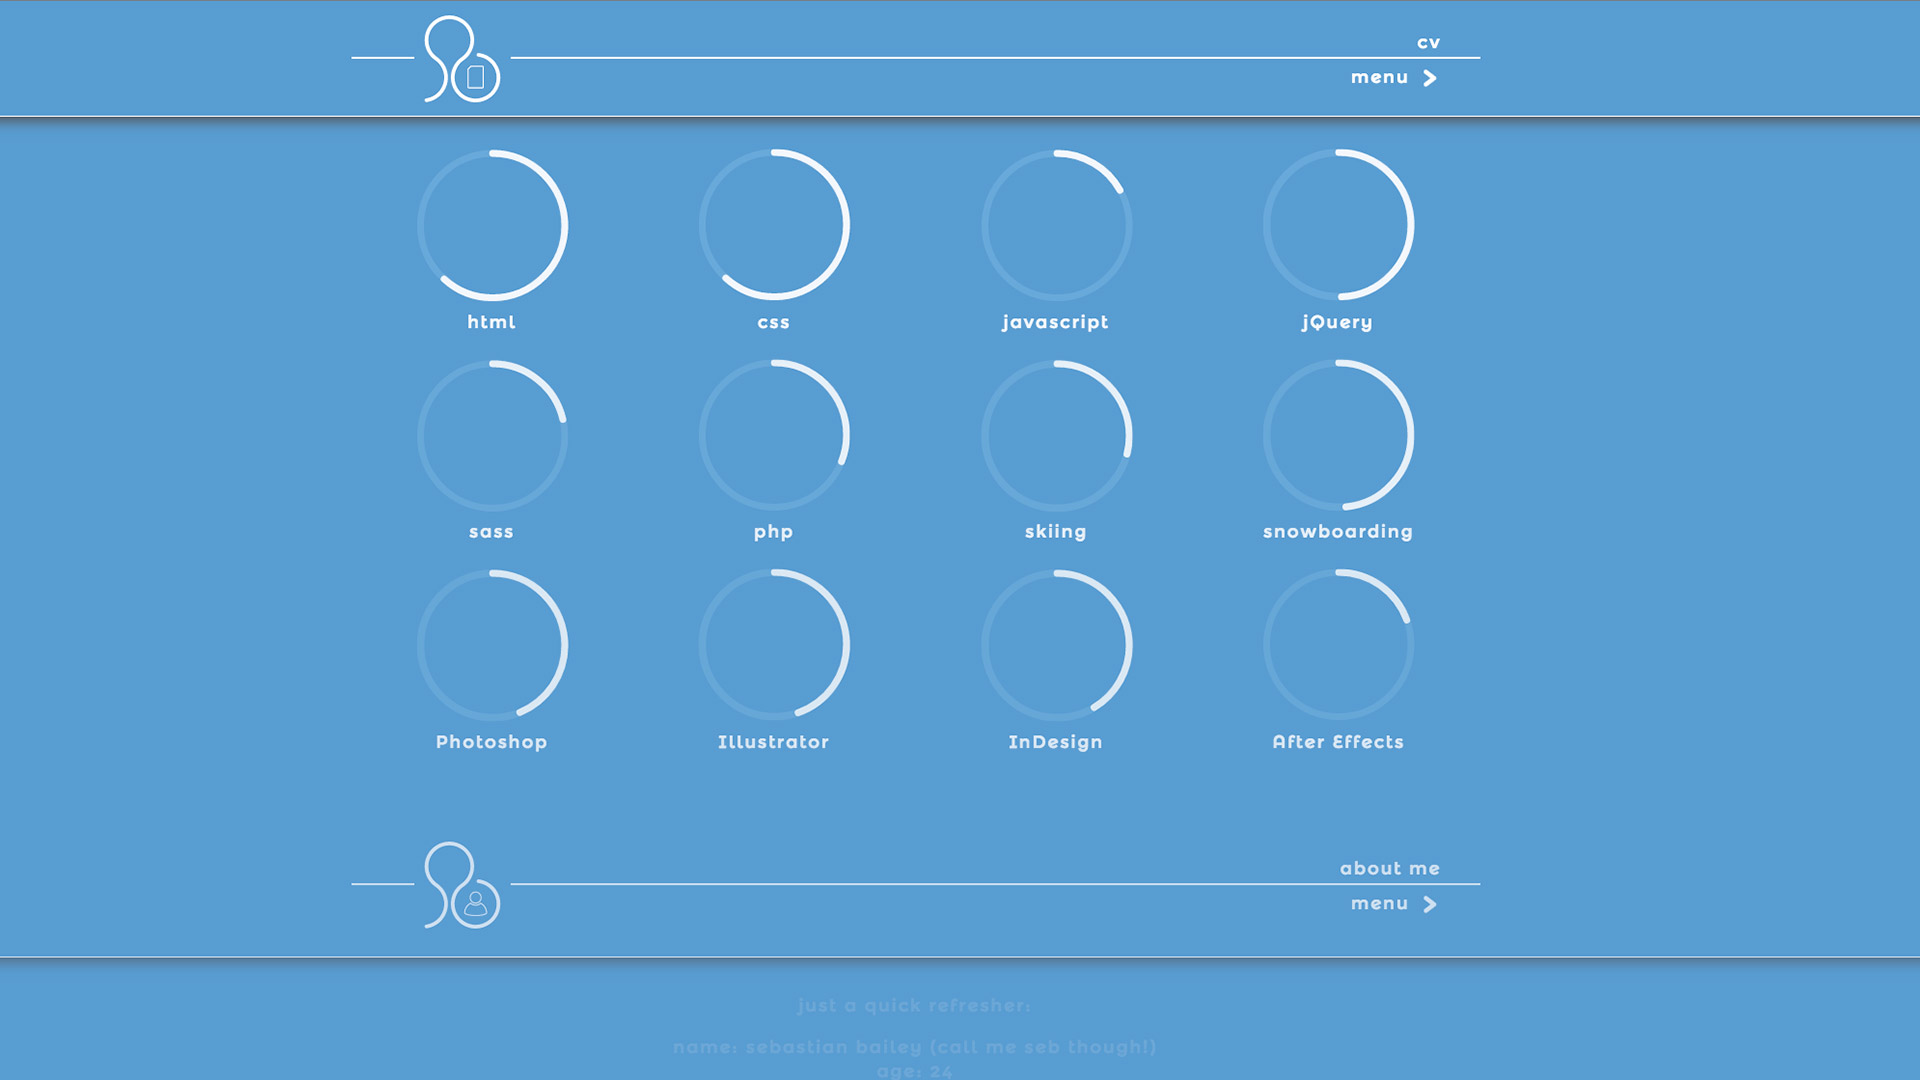 cv
menu
html
css
javascript
jQuery
sass
php
skiing
snowboarding
Photoshop
Illustrator
InDesign
After Effects
about me
menu
just a quick refresher:
name: sebastian bailey (call me seb though!)
age: 24